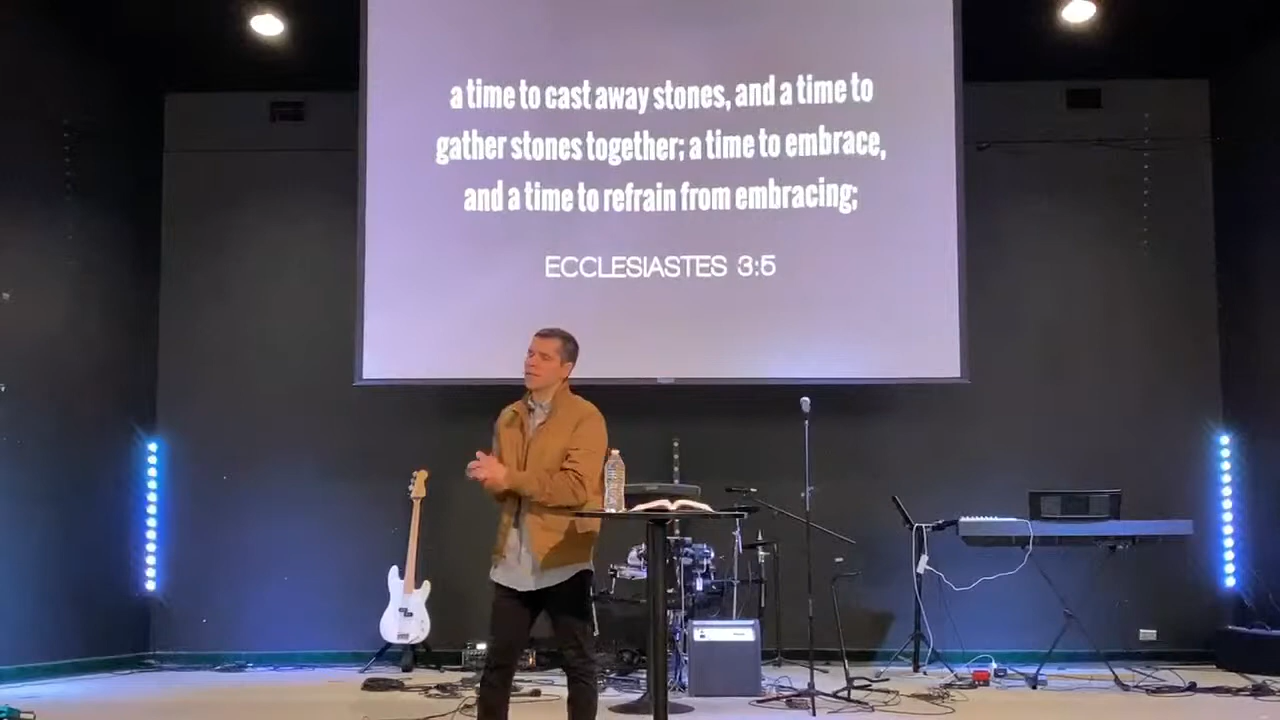 a time to cast away stones, and a time to
gather stones together; a time to embrace,
and a time to refrain from embracing;
ECCLESIASTES 3:5